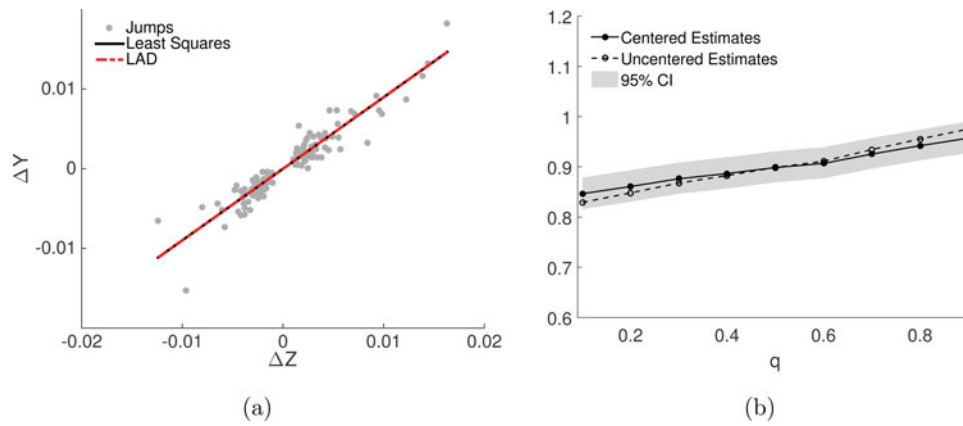 Jumps
Least Squares
LAD
0.01
0
-0.01
ΔY
-0.02
-0.01
0
0.01
0.02
ΔZ
(a)
1.2
1.1
1
0.9
0.8
0.7
0.6
Centered Estimates
Uncentered Estimates
95% CI
0.2
0.4
0.6
0.8
q
(b)